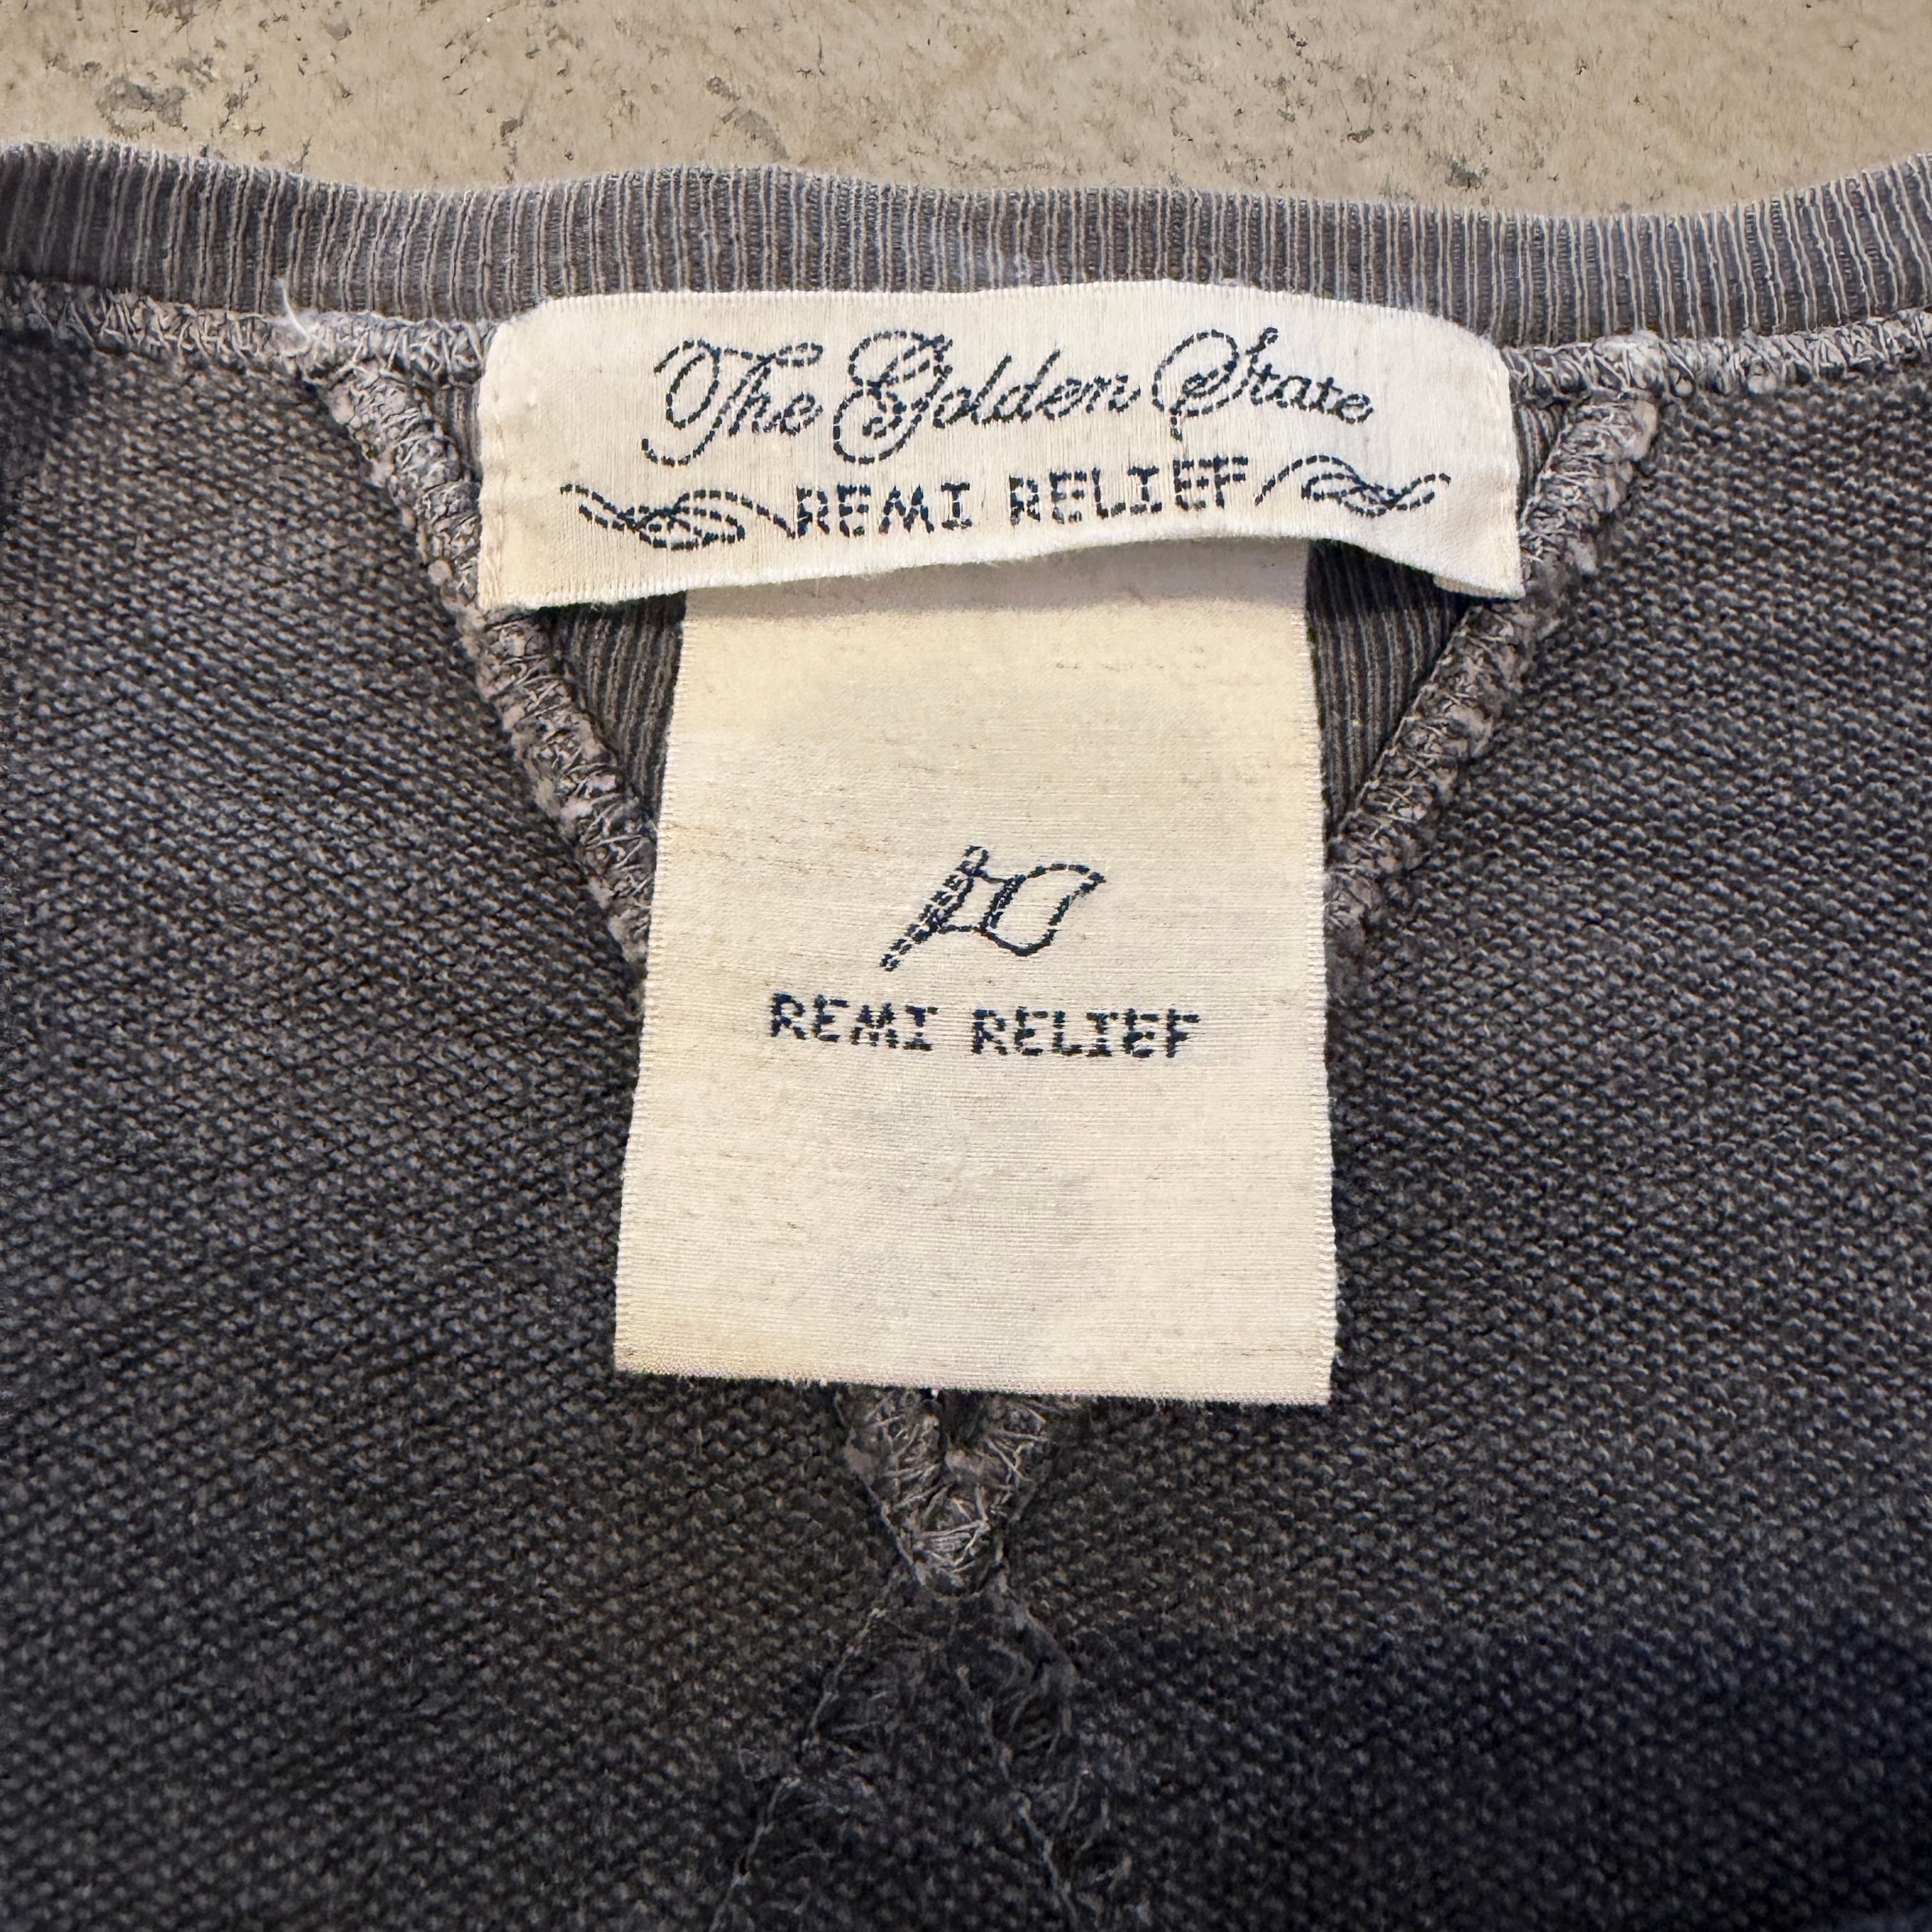 The Golden State
REMI RELIEF
REMI RELIEF